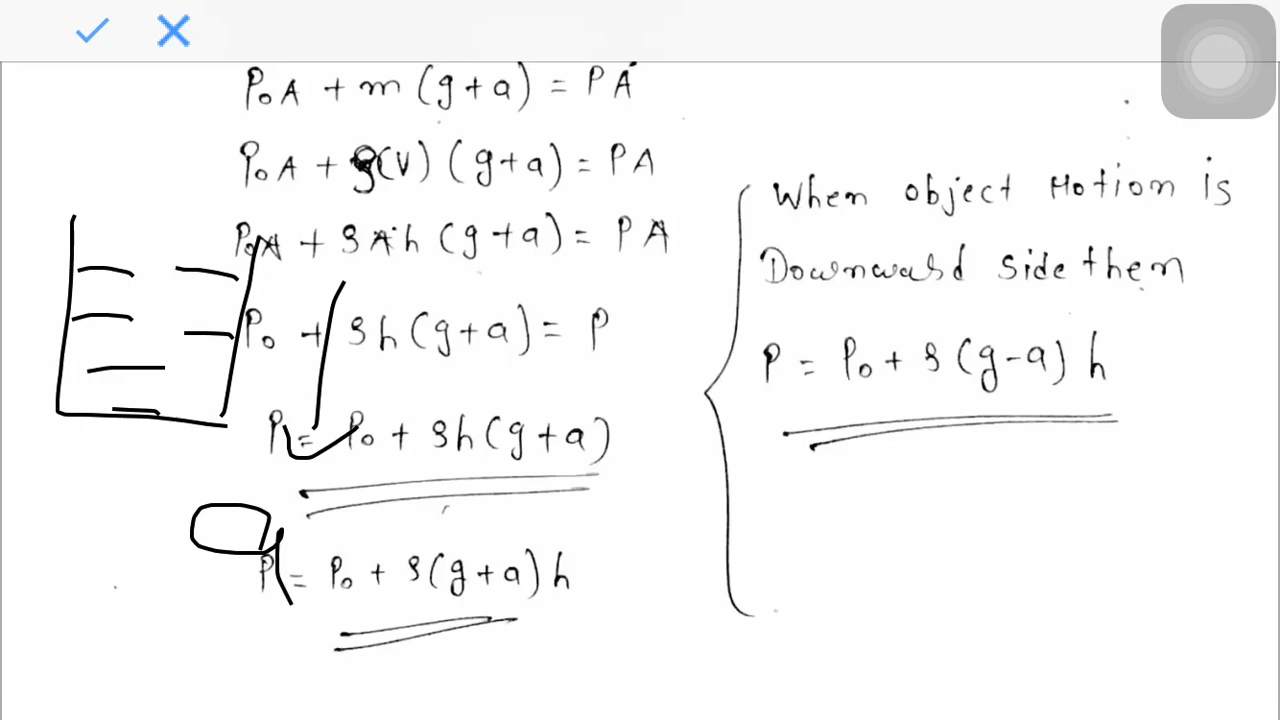 P₀A + m (g+a) = PA
P₀A + ρ(V) (g+a) = PA
P₀A + ρAh (g+a) = PA
P₀ + ρh(g+a) = P
P = P₀ + ρh(g+a)
P = P₀ + ρ(g+a)h
When object Motion is
Downward side them
P = P₀ + ρ(g-a)h
a